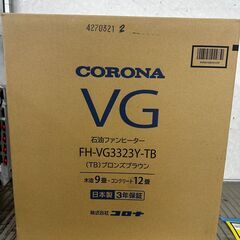 4270321 2
CORONA
VG
石油ファンヒーター
FH-VG3323Y-TB
(TB)ブロンズブラウン
木造9畳・コンクリート12畳
日本製 3年保証
株式会社コロナ